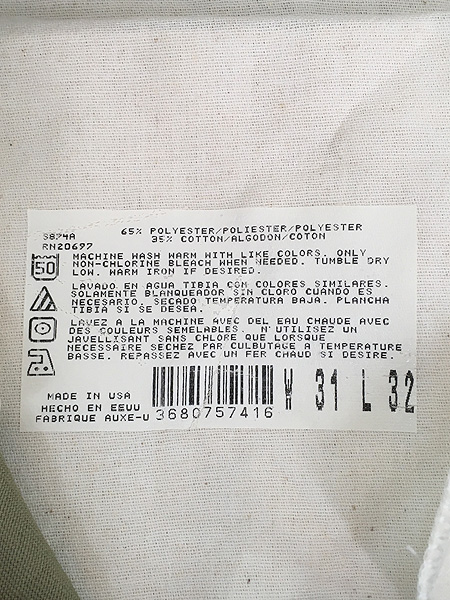 S874A
RN20697
65% POLYESTER/POLIESTER/POLYESTER
35% COTTON/ALGODON/COTON
50
MACHINE WASH WARM WITH LIKE COLORS. ONLY
NON-CHLORINE BLEACH WHEN NEEDED. TUMBLE DRY
LOW. WARM IRON IF DESIRED.
LAVADO EN AGUA TIBIA CON COLORES SIMILARES.
SOLAMENTE BLANQUEADOR SIN CLORO CUANDO ES
NECESARIO. SECADO TEMPERATURA BAJA. PLANCHA
TIBIA SI SE DESEA.
LAVEZ A LA MACHINE AVEC DEL EAU CHAUDE AVEC
DES COULEURS SEMELABLES. N'UTILISEZ UN
JAVELLISANT SANS CHLORE QUE LORSQUE
NECESSAIRE SECHEZ PAR CULBUTAGE A TEMPERATURE
BASSE. REPASSEZ AVEC UN FER CHAUD SI DESIRE.
MADE IN USA
HECHO EN EEUU
FABRIQUE AUXE-U
3680757416
W 31 L 32